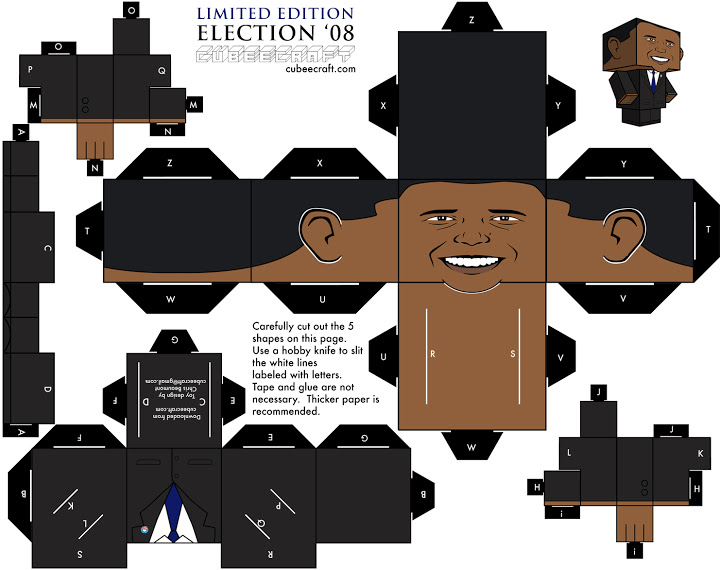 LIMITED EDITION
ELECTION '08
CUBEECRAFT
cubeecraft.com
Carefully cut out the 5
shapes on this page.
Use a hobby knife to slit
the white lines
labeled with letters.
Tape and glue are not
necessary. Thicker paper is
recommended.
Downloaded from
cubeecraft.com
Toy design by
Chris Beaumont
cubeecraft@gmail.com
O
O
P
Q
M
M
N
N
Z
X
Y
Z
X
Y
T
T
W
U
V
R
S
U
V
W
A
C
D
A
G
F
D
C
E
F
E
G
B
B
K
L
S
P
Q
R
J
J
L
K
H
H
i
i